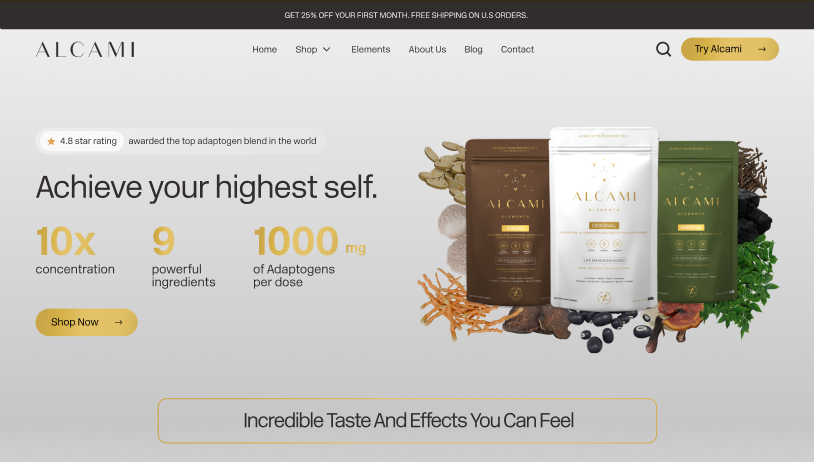 GET 25% OFF YOUR FIRST MONTH. FREE SHIPPING ON U.S ORDERS.
ALCAMI
Home Shop Elements About Us Blog Contact
Try Alcami →
4.8 star rating awarded the top adaptogen blend in the world
Achieve your highest self.
10x
concentration
9
powerful
ingredients
1000 mg
of Adaptogens
per dose
Shop Now →
ALCAMI
ELEMENTS
ALCAMI
ELEMENTS
ORIGINAL
LIFE ENHANCING BLEND
ALCAMI
ELEMENTS
Incredible Taste And Effects You Can Feel